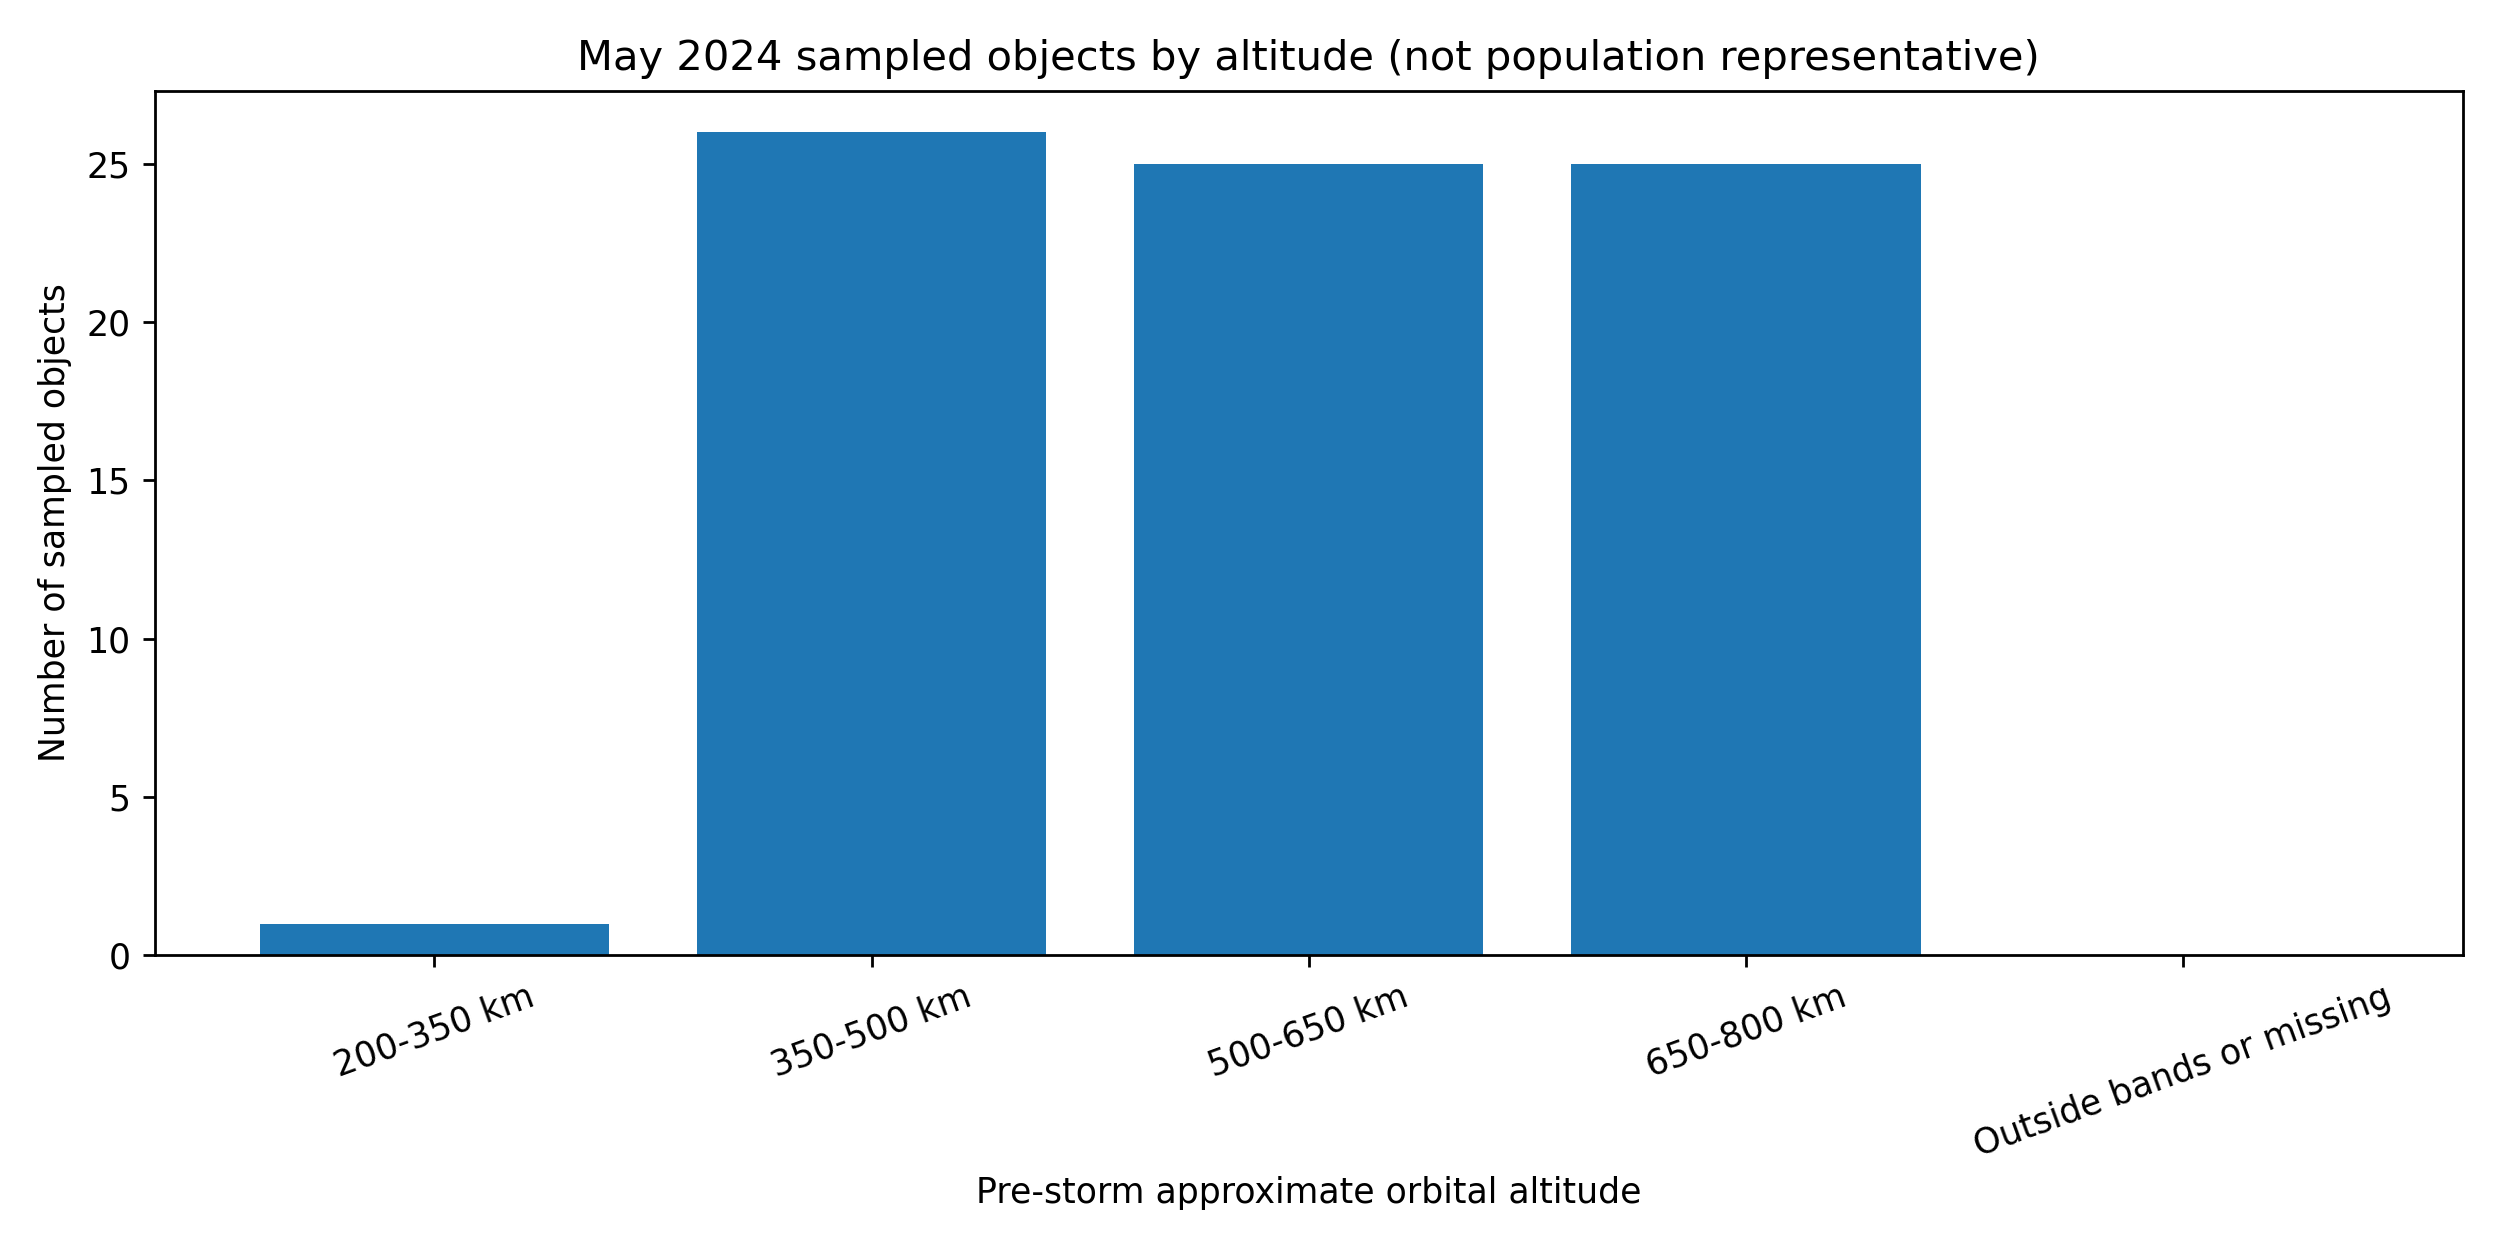 May 2024 sampled objects by altitude (not population representative)
Number of sampled objects
25
20
15
10
5
0
200-350 km
350-500 km
500-650 km
650-800 km
Outside bands or missing
Pre-storm approximate orbital altitude